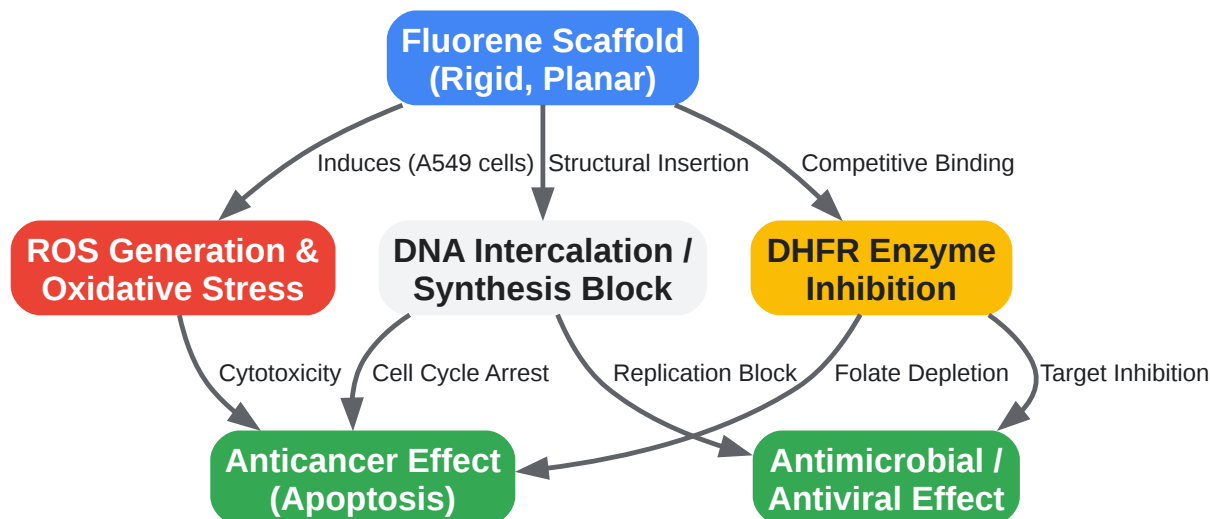 Fluorene Scaffold
(Rigid, Planar)
Induces (A549 cells)
Structural Insertion
Competitive Binding
ROS Generation &
Oxidative Stress
DNA Intercalation /
Synthesis Block
DHFR Enzyme
Inhibition
Cytotoxicity
Cell Cycle Arrest
Replication Block
Folate Depletion
Target Inhibition
Anticancer Effect
(Apoptosis)
Antimicrobial /
Antiviral Effect